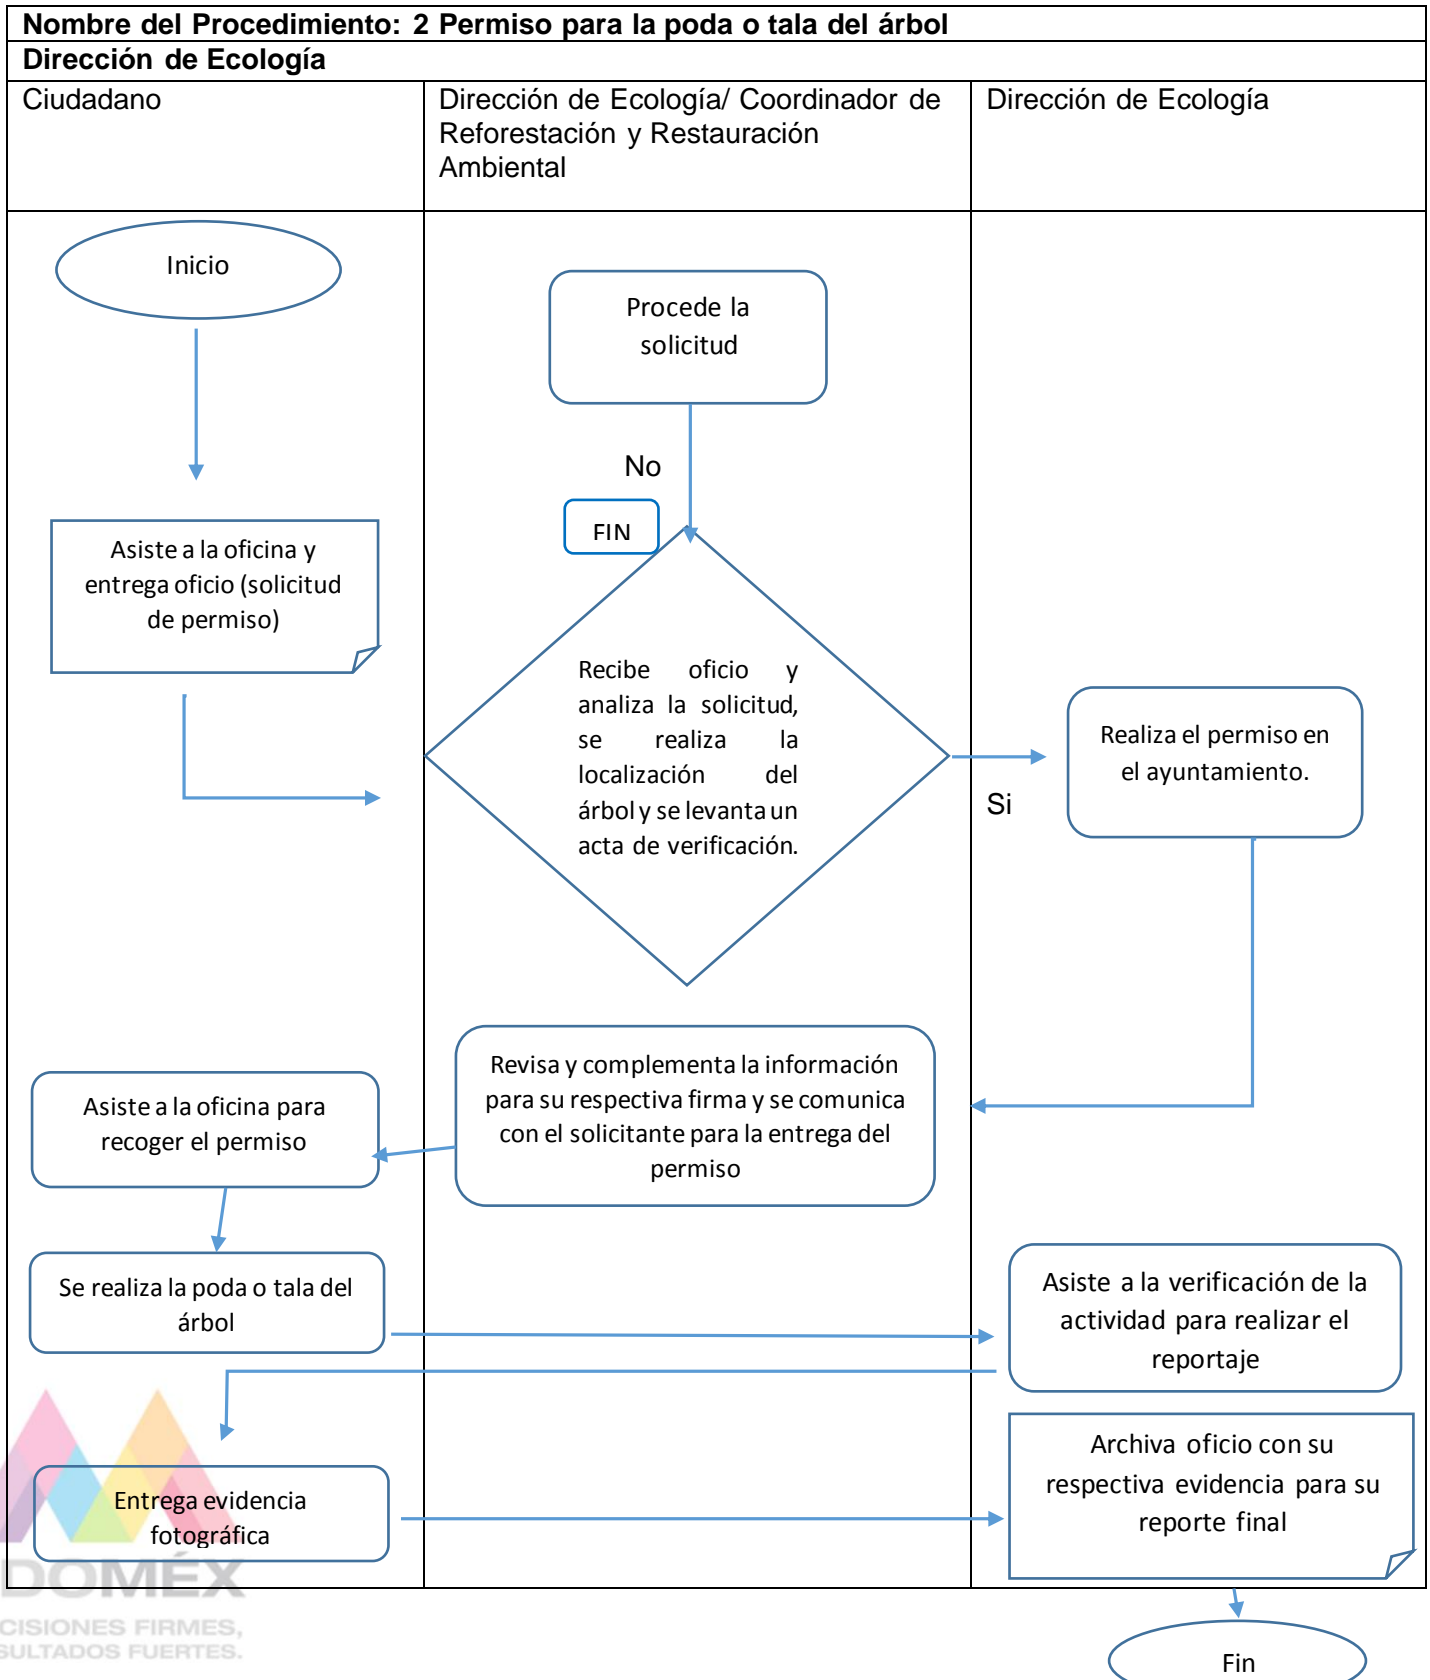 Nombre del Procedimiento: 2 Permiso para la poda o tala del árbol
Dirección de Ecología
Ciudadano
Dirección de Ecología/ Coordinador de
Reforestación y Restauración
Ambiental
Dirección de Ecología
Inicio
Procede la
solicitud
No
FIN
Asiste a la oficina y
entrega oficio (solicitud
de permiso)
Recibe oficio y
analiza la solicitud,
se realiza la
localización del
árbol y se levanta un
acta de verificación.
Realiza el permiso en
el ayuntamiento.
Si
Revisa y complementa la información
para su respectiva firma y se comunica
con el solicitante para la entrega del
permiso
Asiste a la oficina para
recoger el permiso
Se realiza la poda o tala del
árbol
Asiste a la verificación de la
actividad para realizar el
reportaje
Entrega evidencia
fotográfica
Archiva oficio con su
respectiva evidencia para su
reporte final
DOMÉX
CISIONES FIRMES,
SULTADOS FUERTES.
Fin